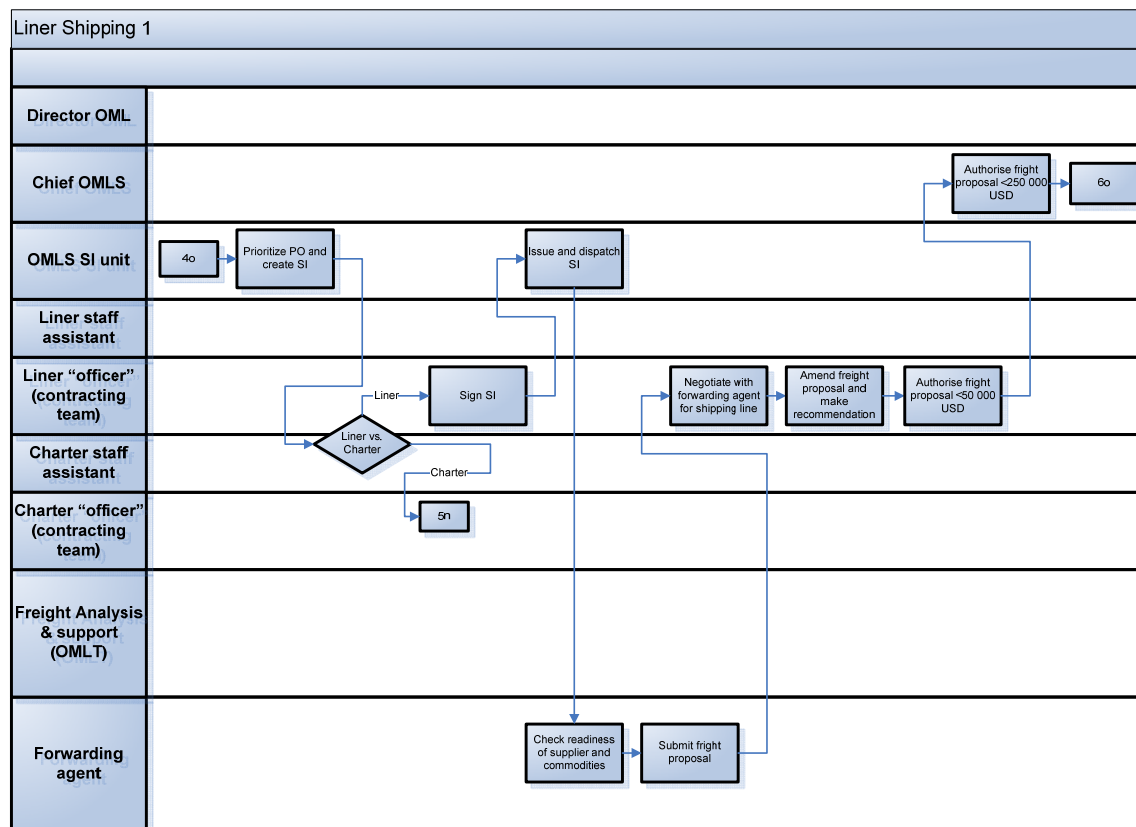 Liner Shipping 1
Director OML
Chief OMLS
Authorise fright
proposal <250 000
USD
6o
OMLS SI unit
4o
Prioritize PO and
create SI
Issue and dispatch
SI
Liner staff
assistant
Liner “officer”
(contracting
team)
Liner
Sign SI
Negotiate with
forwarding agent
for shipping line
Amend freight
proposal and
make
recommendation
Authorise fright
proposal <50 000
USD
Liner vs.
Charter
Charter staff
assistant
Charter
Charter “officer”
(contracting
team)
5n
Freight Analysis
& support
(OMLT)
Forwarding
agent
Check readiness
of supplier and
commodities
Submit fright
proposal